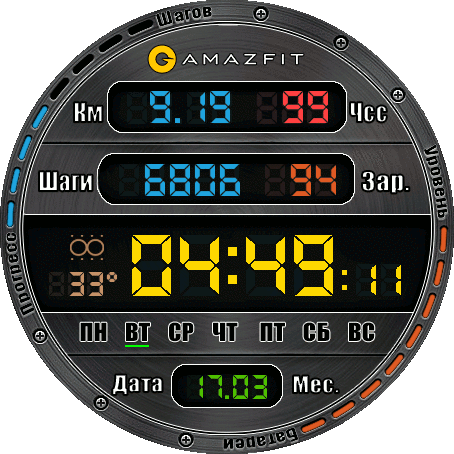 Шагов
AMAZFIT
Км 9.19 99 Чсс
Шаги 6806 94 Зар.
Уровень
Прогресс
33° 04:49:11
ПН ВТ СР ЧТ ПТ СБ ВС
Дата 17.03 Мес.
Батареи